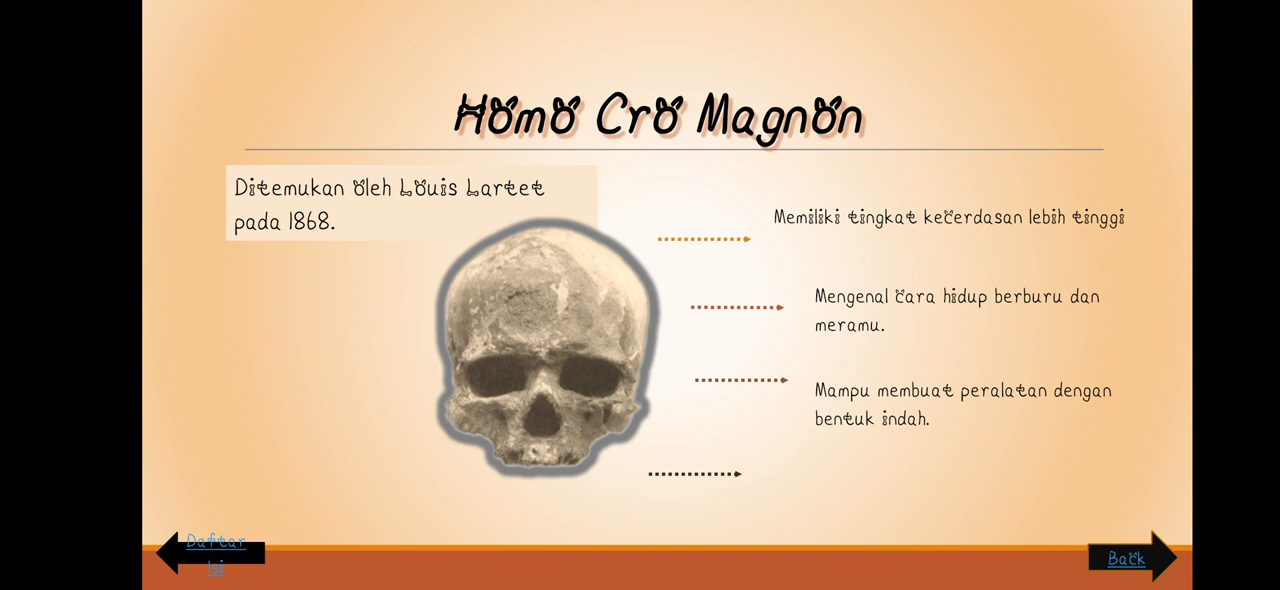 Homo Cro Magnon
Ditemukan oleh Louis Lartet
pada 1868.
Memiliki tingkat kecerdasan lebih tinggi
Mengenal cara hidup berburu dan
meramu.
Mampu membuat peralatan dengan
bentuk indah.
Daftar
Isi
Back